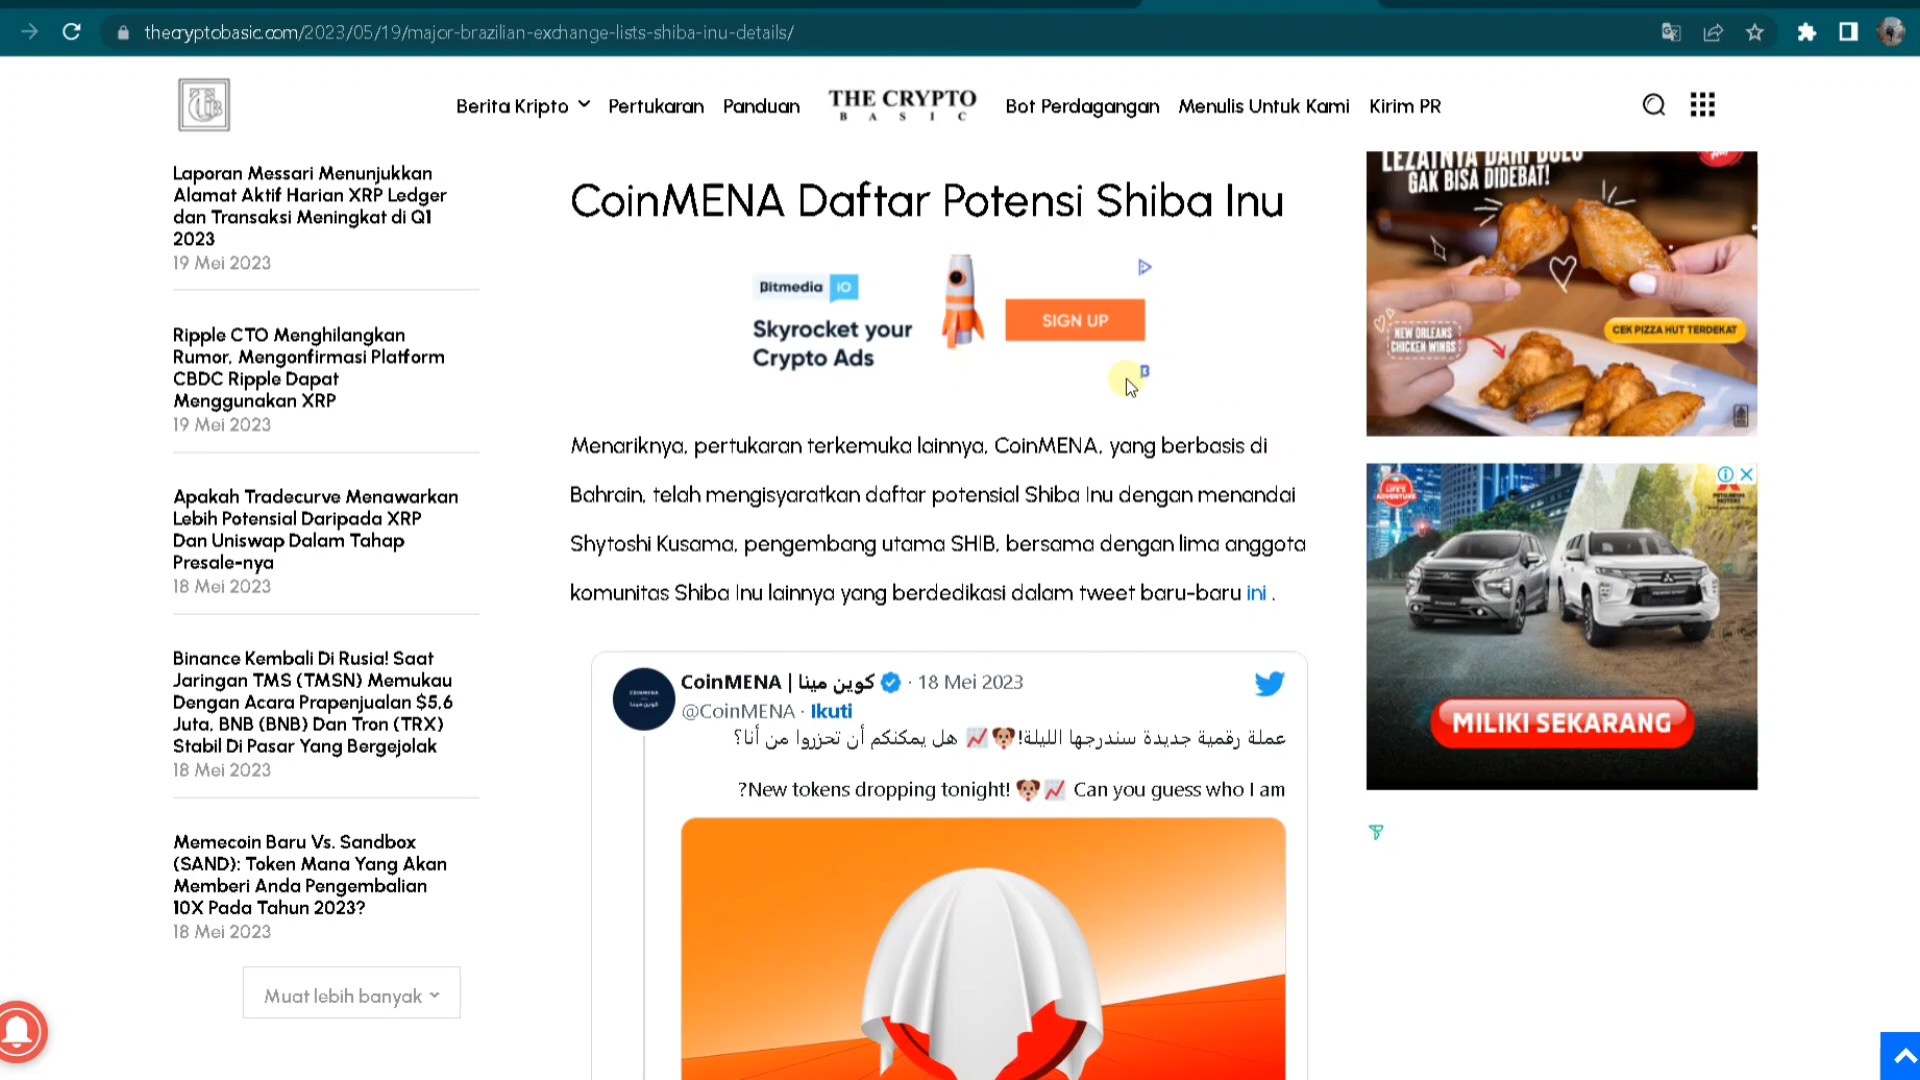 thecryptobasic.com/2023/05/19/major-brazilian-exchange-lists-shiba-inu-details/
Berita Kripto
Pertukaran
Panduan
THE CRYPTO
BASIC
Bot Perdagangan
Menulis Untuk Kami
Kirim PR
Laporan Messari Menunjukkan
Alamat Aktif Harian XRP Ledger
dan Transaksi Meningkat di Q1
2023
19 Mei 2023
Ripple CTO Menghilangkan
Rumor, Mengonfirmasi Platform
CBDC Ripple Dapat
Menggunakan XRP
19 Mei 2023
Apakah Tradecurve Menawarkan
Lebih Potensial Daripada XRP
Dan Uniswap Dalam Tahap
Presale-nya
18 Mei 2023
Binance Kembali Di Rusia! Saat
Jaringan TMS (TMSN) Memukau
Dengan Acara Prapenjualan $5,6
Juta, BNB (BNB) Dan Tron (TRX)
Stabil Di Pasar Yang Bergejolak
18 Mei 2023
Memecoin Baru Vs. Sandbox
(SAND): Token Mana Yang Akan
Memberi Anda Pengembalian
10X Pada Tahun 2023?
18 Mei 2023
Muat lebih banyak
CoinMENA Daftar Potensi Shiba Inu
Bitmedia IO
Skyrocket your
Crypto Ads
SIGN UP
Menariknya, pertukaran terkemuka lainnya, CoinMENA, yang berbasis di
Bahrain, telah mengisyaratkan daftar potensial Shiba Inu dengan menandai
Shytoshi Kusama, pengembang utama SHIB, bersama dengan lima anggota
komunitas Shiba Inu lainnya yang berdedikasi dalam tweet baru-baru ini .
CoinMENA | كوين مينا · 18 Mei 2023
@CoinMENA · Ikuti
عملة رقمية جديدة سندرجها الليلة!🐶📈 هل يمكنكم أن تحزروا من أنا؟
?New tokens dropping tonight! 🐶📈 Can you guess who I am
LEZATNYA DARI DULU
GAK BISA DIDEBAT!
NEW ORLEANS
CHICKEN WINGS
CEK PIZZA HUT TERDEKAT
LIFE'S
ADVENTURE
MITSUBISHI
MOTORS
MILIKI SEKARANG